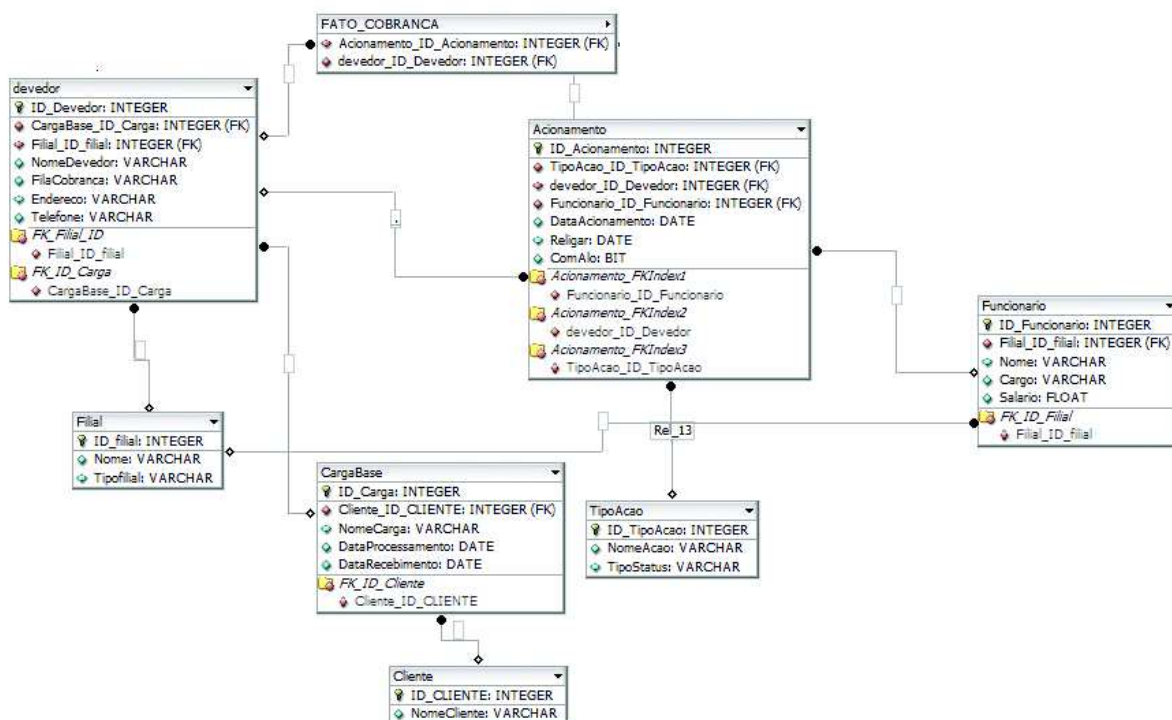 FATO_COBRANCA
Acionamento_ID_Acionamento: INTEGER (FK)
devedor_ID_Devedor: INTEGER (FK)
devedor
ID_Devedor: INTEGER
CargaBase_ID_Carga: INTEGER (FK)
Filial_ID_filial: INTEGER (FK)
NomeDevedor: VARCHAR
FilaCobranca: VARCHAR
Endereco: VARCHAR
Telefone: VARCHAR
FK_Filial_ID
Filial_ID_filial
FK_ID_Carga
CargaBase_ID_Carga
Acionamento
ID_Acionamento: INTEGER
TipoAcao_ID_TipoAcao: INTEGER (FK)
devedor_ID_Devedor: INTEGER (FK)
Funcionario_ID_Funcionario: INTEGER (FK)
DataAcionamento: DATE
Religar: DATE
ComAlo: BIT
Acionamento_FKIndex1
Funcionario_ID_Funcionario
Acionamento_FKIndex2
devedor_ID_Devedor
Acionamento_FKIndex3
TipoAcao_ID_TipoAcao
Funcionario
ID_Funcionario: INTEGER
Filial_ID_filial: INTEGER (FK)
Nome: VARCHAR
Cargo: VARCHAR
Salario: FLOAT
FK_ID_Filial
Filial_ID_filial
Filial
ID_filial: INTEGER
Nome: VARCHAR
Tipofilial: VARCHAR
Rel_13
CargaBase
ID_Carga: INTEGER
Cliente_ID_CLIENTE: INTEGER (FK)
NomeCarga: VARCHAR
DataProcessamento: DATE
DataRecebimento: DATE
FK_ID_Cliente
Cliente_ID_CLIENTE
TipoAcao
ID_TipoAcao: INTEGER
NomeAcao: VARCHAR
TipoStatus: VARCHAR
Cliente
ID_CLIENTE: INTEGER
NomeCliente: VARCHAR